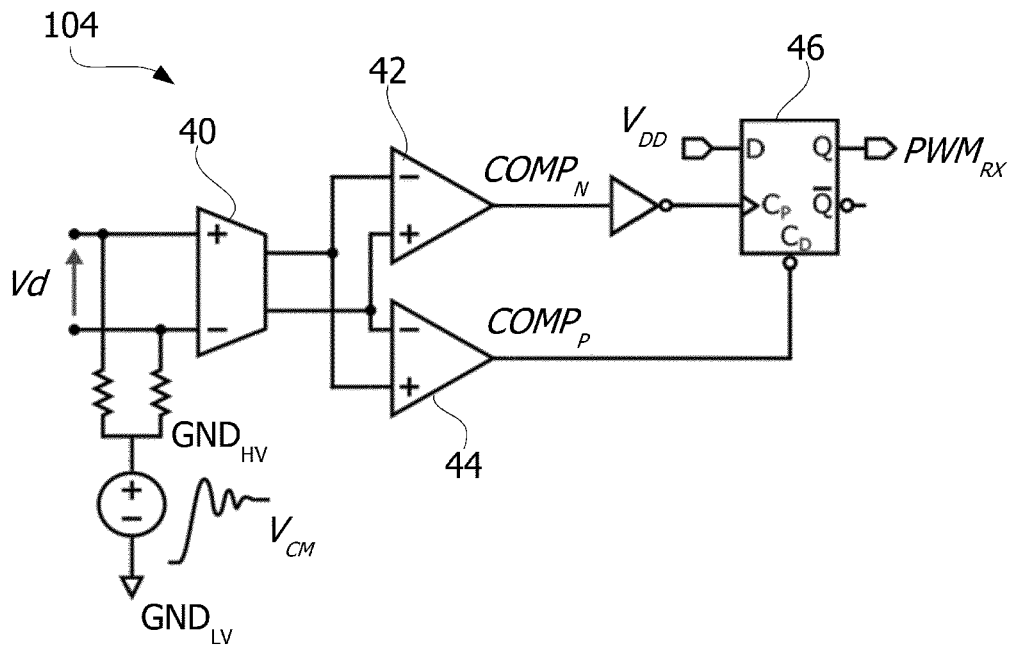 104
42
46
40
V_DD
D
Q
PWM_RX
COMP_N
C_P
Q̅
C_D
+
−
−
+
Vd
COMP_P
−
+
GND_HV
44
+
−
V_CM
GND_LV